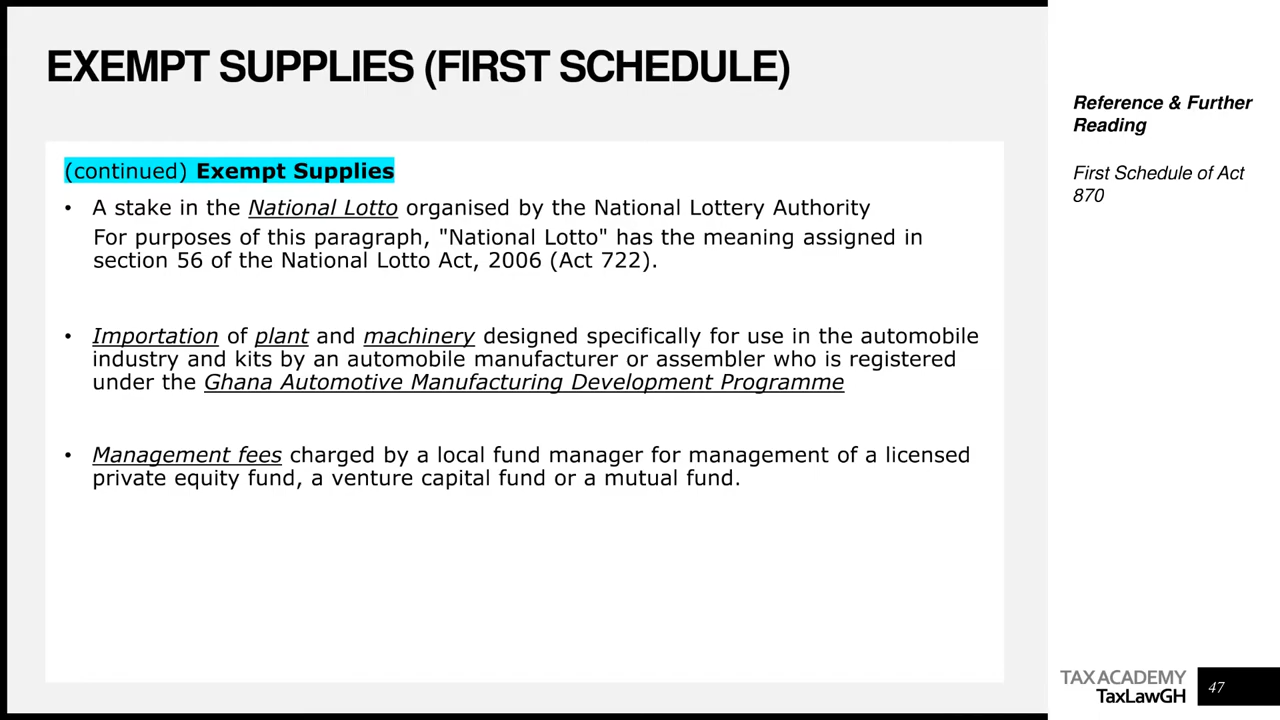 EXEMPT SUPPLIES (FIRST SCHEDULE)
(continued) Exempt Supplies
• A stake in the National Lotto organised by the National Lottery Authority
For purposes of this paragraph, "National Lotto" has the meaning assigned in
section 56 of the National Lotto Act, 2006 (Act 722).
• Importation of plant and machinery designed specifically for use in the automobile
industry and kits by an automobile manufacturer or assembler who is registered
under the Ghana Automotive Manufacturing Development Programme
• Management fees charged by a local fund manager for management of a licensed
private equity fund, a venture capital fund or a mutual fund.
Reference & Further
Reading
First Schedule of Act
870
TAX ACADEMY
TaxLawGH
47